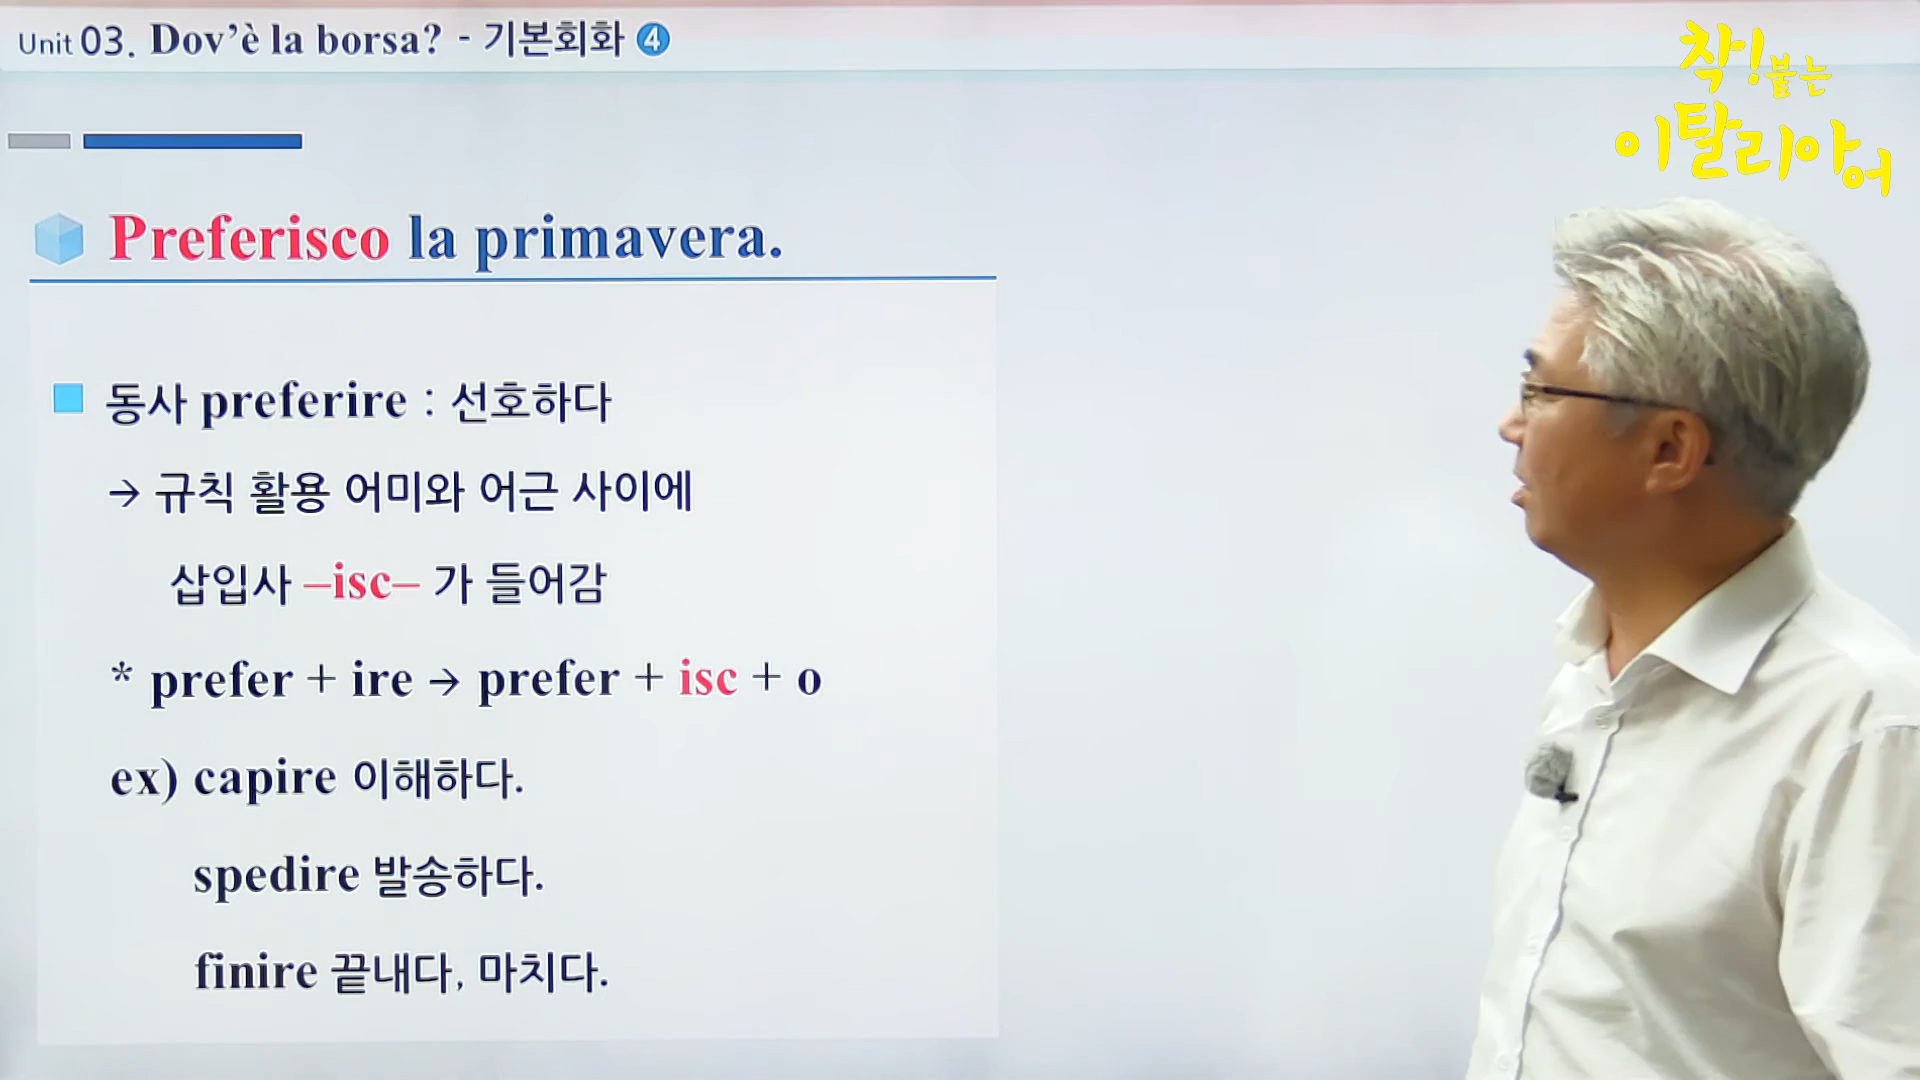 Unit 03. Dov’è la borsa? - 기본회화 ❹
착! 붙는
이탈리아어
Preferisco la primavera.
동사 preferire : 선호하다
→ 규칙 활용 어미와 어근 사이에
삽입사 –isc– 가 들어감
* prefer + ire → prefer + isc + o
ex) capire 이해하다.
spedire 발송하다.
finire 끝내다, 마치다.